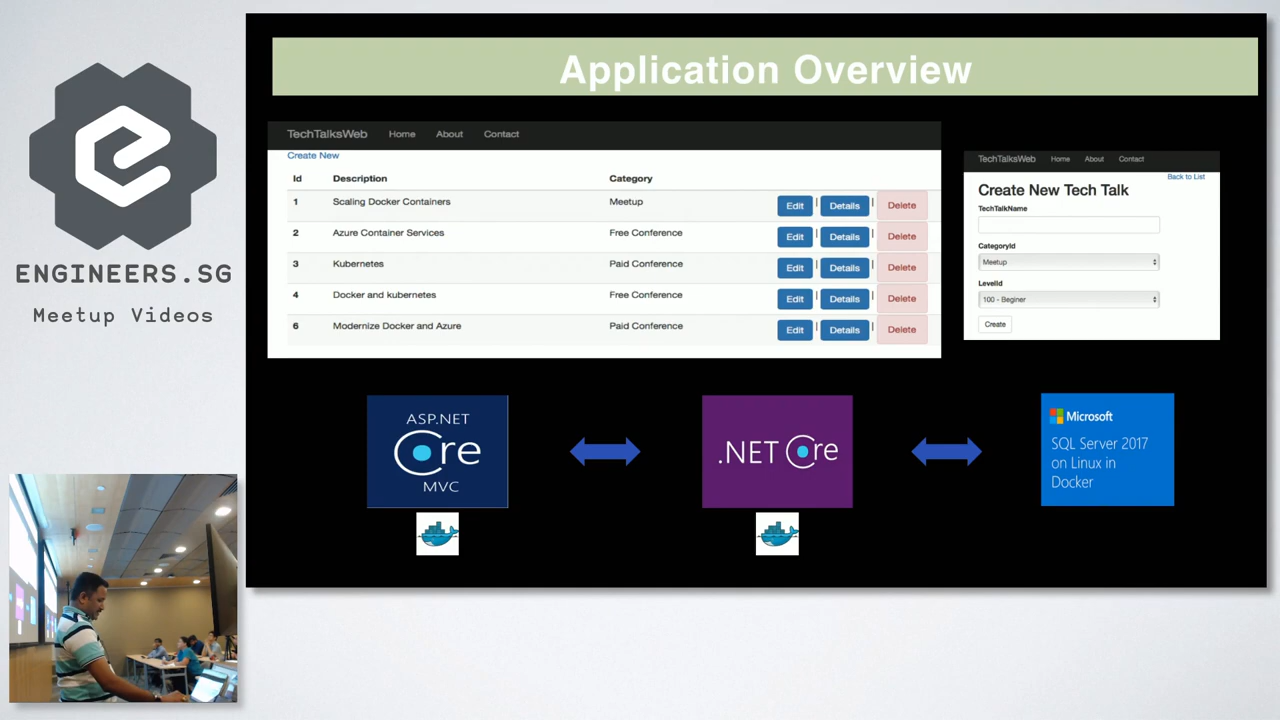 ENGINEERS.SG
Meetup Videos
Application Overview
TechTalksWeb Home About Contact
Create New
Id Description Category
1 Scaling Docker Containers Meetup Edit | Details | Delete
2 Azure Container Services Free Conference Edit | Details | Delete
3 Kubernetes Paid Conference Edit | Details | Delete
4 Docker and kubernetes Free Conference Edit | Details | Delete
6 Modernize Docker and Azure Paid Conference Edit | Details | Delete
TechTalksWeb Home About Contact
Back to List
Create New Tech Talk
TechTalkName
CategoryId
Meetup
LevelId
100 - Beginer
Create
ASP.NET
Core
MVC
.NET Core
Microsoft
SQL Server 2017
on Linux in
Docker